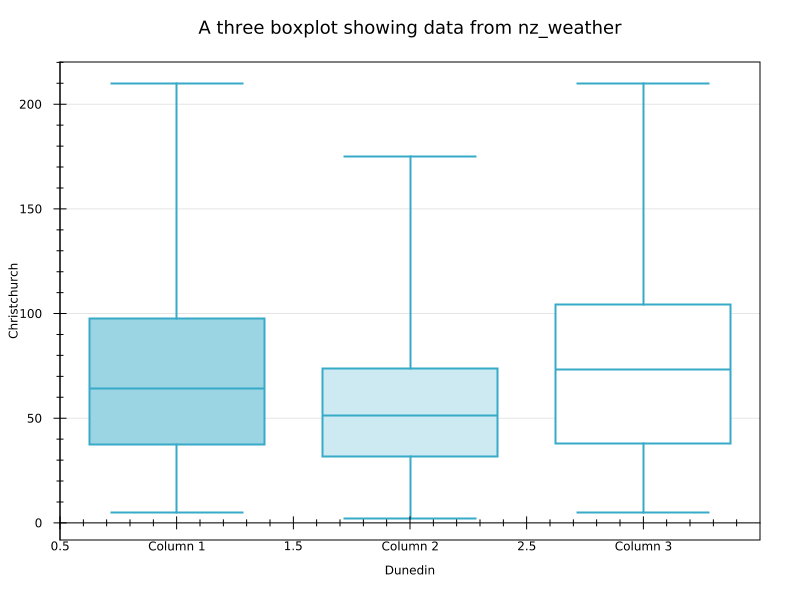 A three boxplot showing data from nz_weather
200
150
100
50
0
Christchurch
0.5 Column 1 1.5 Column 2 2.5 Column 3
Dunedin